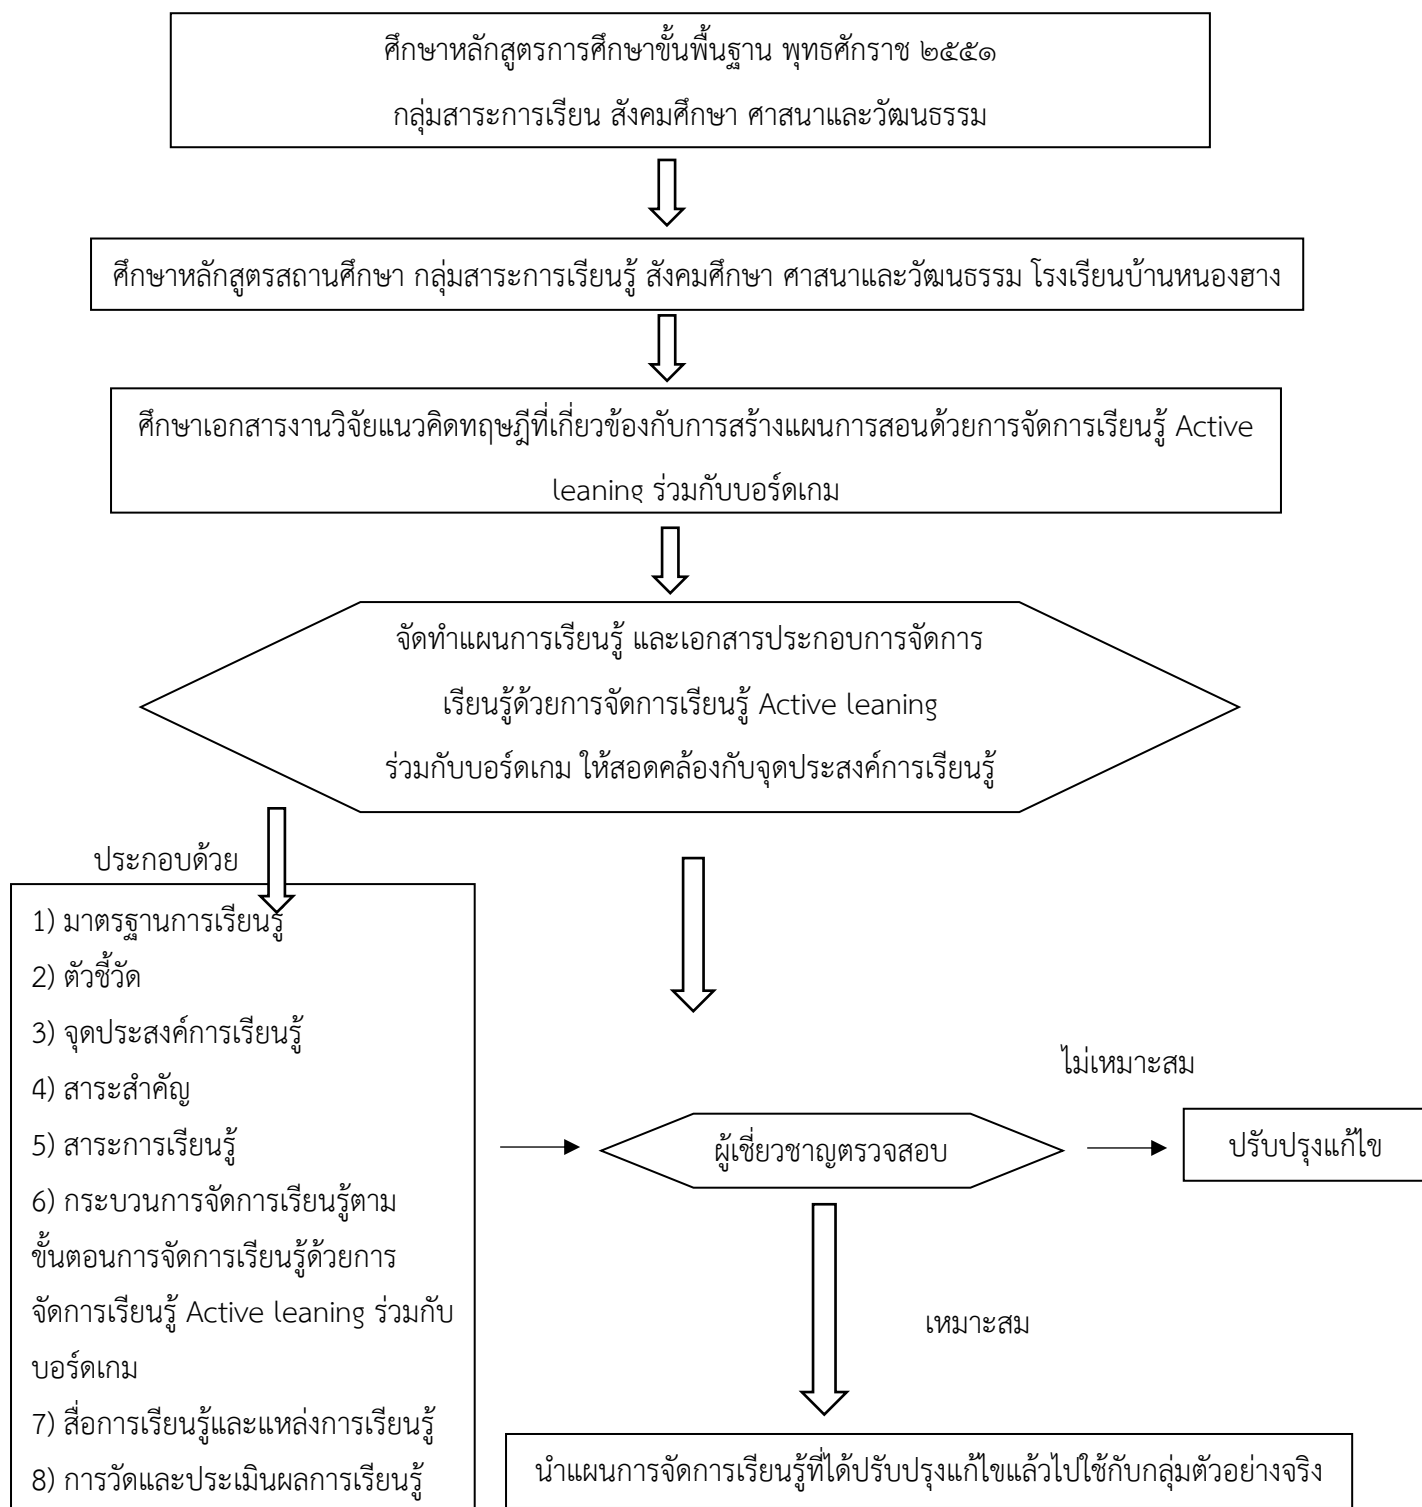 ศึกษาหลักสูตรการศึกษาขั้นพื้นฐาน พุทธศักราช ๒๕๕๑
กลุ่มสาระการเรียน สังคมศึกษา ศาสนาและวัฒนธรรม
ศึกษาหลักสูตรสถานศึกษา กลุ่มสาระการเรียนรู้ สังคมศึกษา ศาสนาและวัฒนธรรม โรงเรียนบ้านหนองฮาง
ศึกษาเอกสารงานวิจัยแนวคิดทฤษฎีที่เกี่ยวข้องกับการสร้างแผนการสอนด้วยการจัดการเรียนรู้ Active
leaning ร่วมกับบอร์ดเกม
จัดทำแผนการเรียนรู้ และเอกสารประกอบการจัดการ
เรียนรู้ด้วยการจัดการเรียนรู้ Active leaning
ร่วมกับบอร์ดเกม ให้สอดคล้องกับจุดประสงค์การเรียนรู้
ประกอบด้วย
1) มาตรฐานการเรียนรู้
2) ตัวชี้วัด
3) จุดประสงค์การเรียนรู้
4) สาระสำคัญ
5) สาระการเรียนรู้
6) กระบวนการจัดการเรียนรู้ตาม
ขั้นตอนการจัดการเรียนรู้ด้วยการ
จัดการเรียนรู้ Active leaning ร่วมกับ
บอร์ดเกม
7) สื่อการเรียนรู้และแหล่งการเรียนรู้
8) การวัดและประเมินผลการเรียนรู้
ผู้เชี่ยวชาญตรวจสอบ
ไม่เหมาะสม
ปรับปรุงแก้ไข
เหมาะสม
นำแผนการจัดการเรียนรู้ที่ได้ปรับปรุงแก้ไขแล้วไปใช้กับกลุ่มตัวอย่างจริง